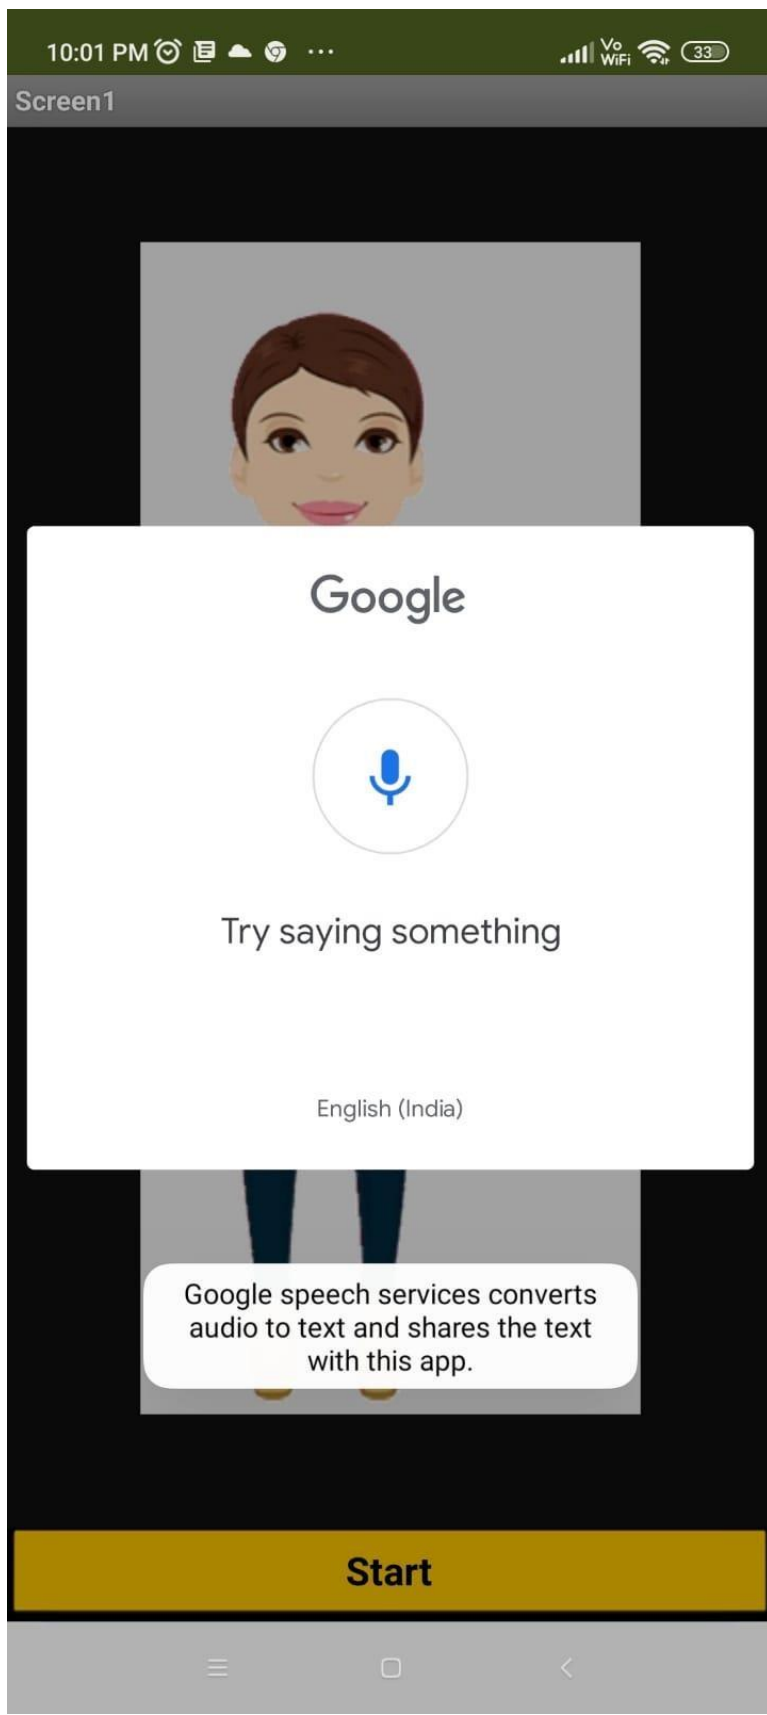 10:01 PM
Vo
WiFi
33
Screen1
Google
Try saying something
English (India)
Google speech services converts
audio to text and shares the text
with this app.
Start